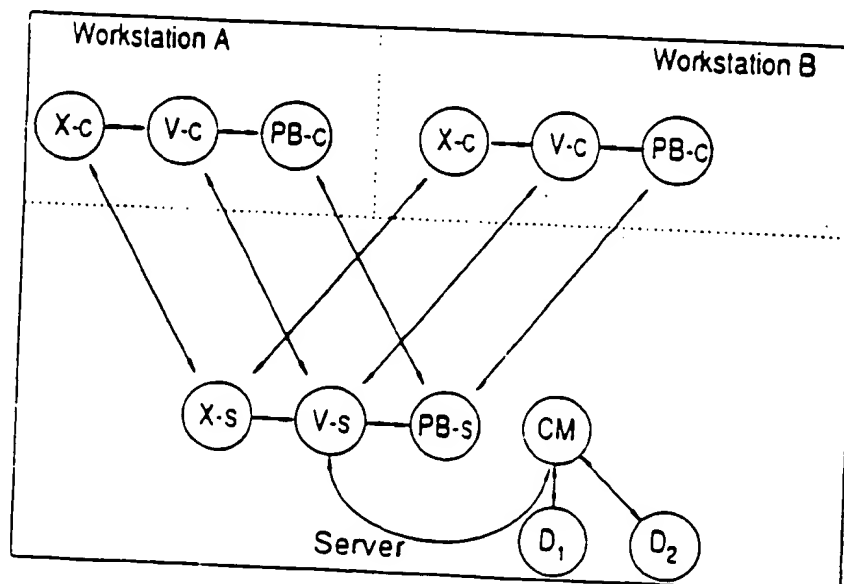 Workstation A
Workstation B
X-c
V-c
PB-c
X-c
V-c
PB-c
X-s
V-s
PB-s
CM
Server
D₁
D₂